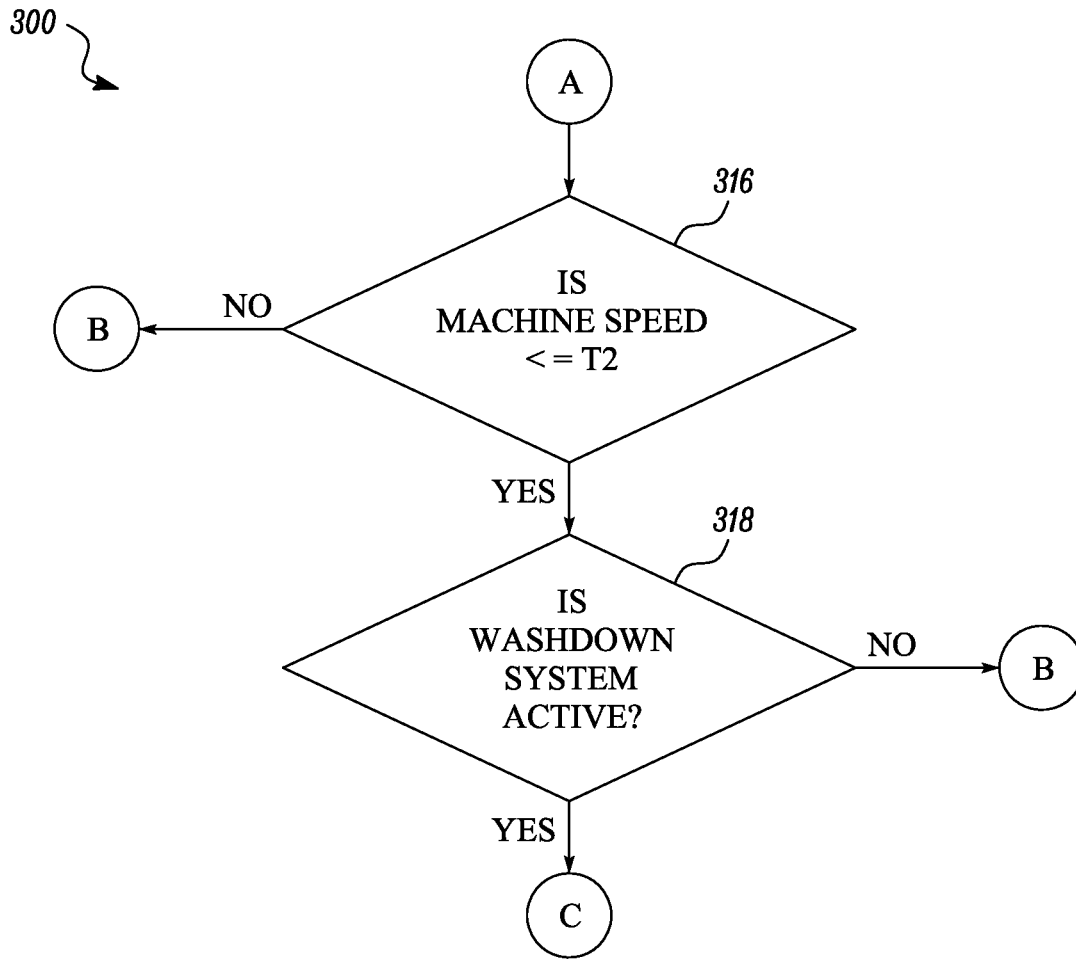 300
A
316
IS
MACHINE SPEED
< = T2
NO
B
YES
318
IS
WASHDOWN
SYSTEM
ACTIVE?
NO
B
YES
C